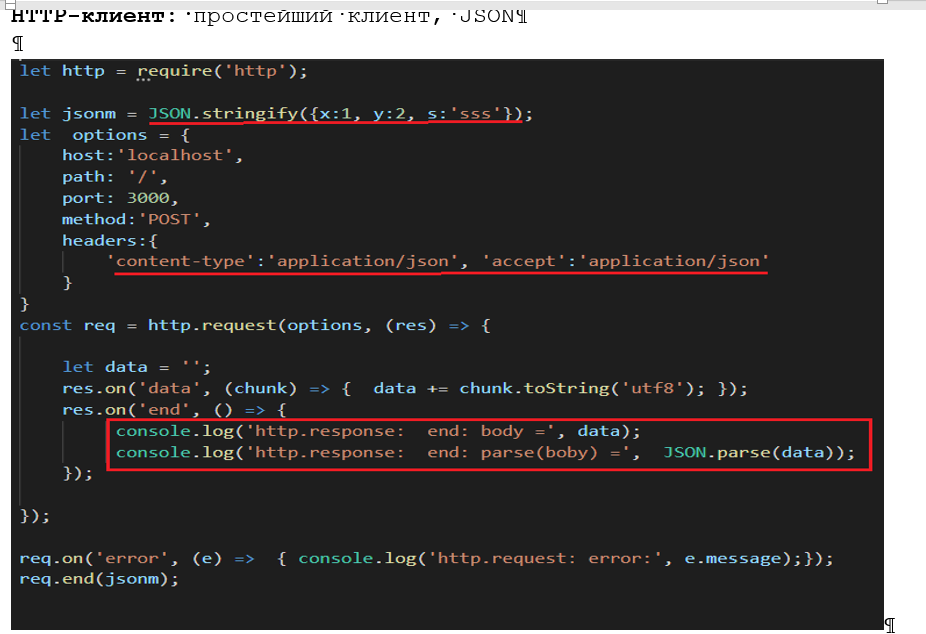 HTTP-клиент: простейший клиент, JSON¶
¶
let http = require('http');
let jsonm = JSON.stringify({x:1, y:2, s:'sss'});
let  options = {
host:'localhost',
path: '/',
port: 3000,
method:'POST',
headers:{
'content-type':'application/json', 'accept':'application/json'
}
}
const req = http.request(options, (res) => {
let data = '';
res.on('data', (chunk) => {  data += chunk.toString('utf8'); });
res.on('end', () => {
console.log('http.response:  end: body =', data);
console.log('http.response:  end: parse(boby) =',  JSON.parse(data));
});
});
req.on('error', (e) =>  { console.log('http.request: error:', e.message);});
req.end(jsonm);
¶